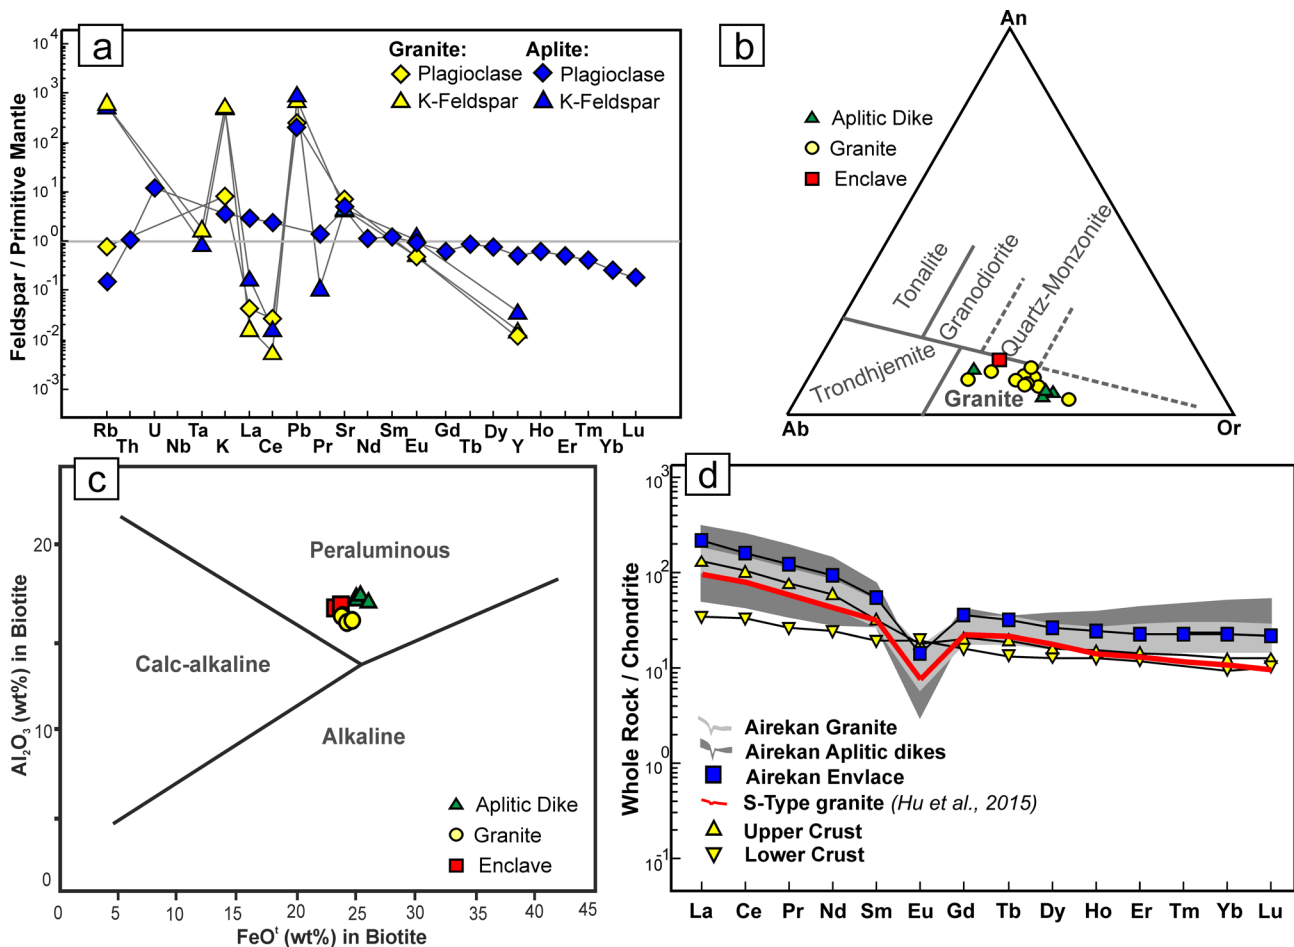 a
Feldspar / Primitive Mantle
10^4
10^3
10^2
10^1
10^0
10^-1
10^-2
10^-3
Granite: Aplite:
Plagioclase Plagioclase
K-Feldspar K-Feldspar
Rb U Ta La Pb Sr Sm Gd Dy Ho Tm Lu
Th Nb K Ce Pr Nd Eu Tb Y Er Yb
b
An
Aplitic Dike
Granite
Enclave
Tonalite
Granodiorite
Quartz-Monzonite
Trondhjemite
Granite
Ab Or
c
Al₂O₃ (wt%) in Biotite
20
10
0
Peraluminous
Calc-alkaline
Alkaline
Aplitic Dike
Granite
Enclave
0 5 10 15 20 25 30 35 40 45
FeOᵗ (wt%) in Biotite
d
Whole Rock / Chondrite
10^3
10^2
10^1
10^0
10^-1
Airekan Granite
Airekan Aplitic dikes
Airekan Envlace
S-Type granite (Hu et al., 2015)
Upper Crust
Lower Crust
La Ce Pr Nd Sm Eu Gd Tb Dy Ho Er Tm Yb Lu